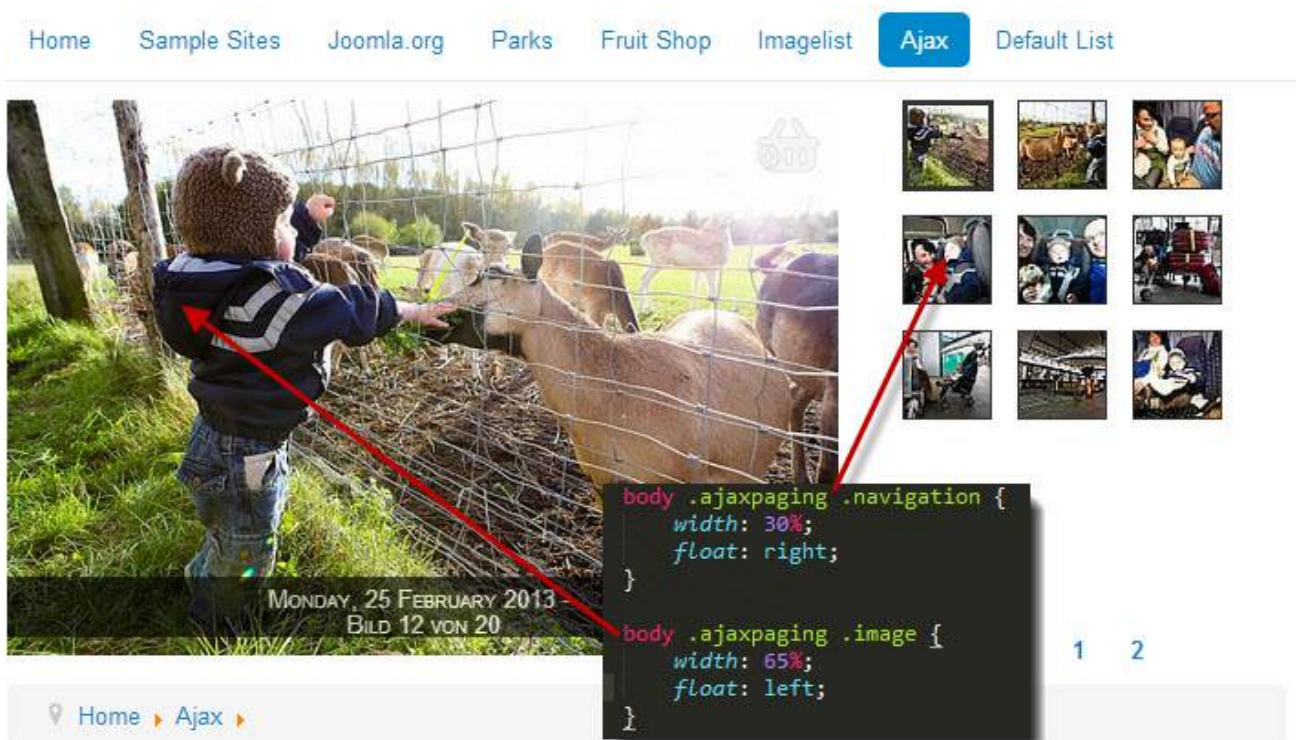 Home Sample Sites Joomla.org Parks Fruit Shop Imagelist Ajax Default List
MONDAY, 25 FEBRUARY 2013 -
BILD 12 VON 20
body .ajaxpaging .navigation {
width: 30%;
float: right;
}
body .ajaxpaging .image {
width: 65%;
float: left;
}
1 2
Home Ajax